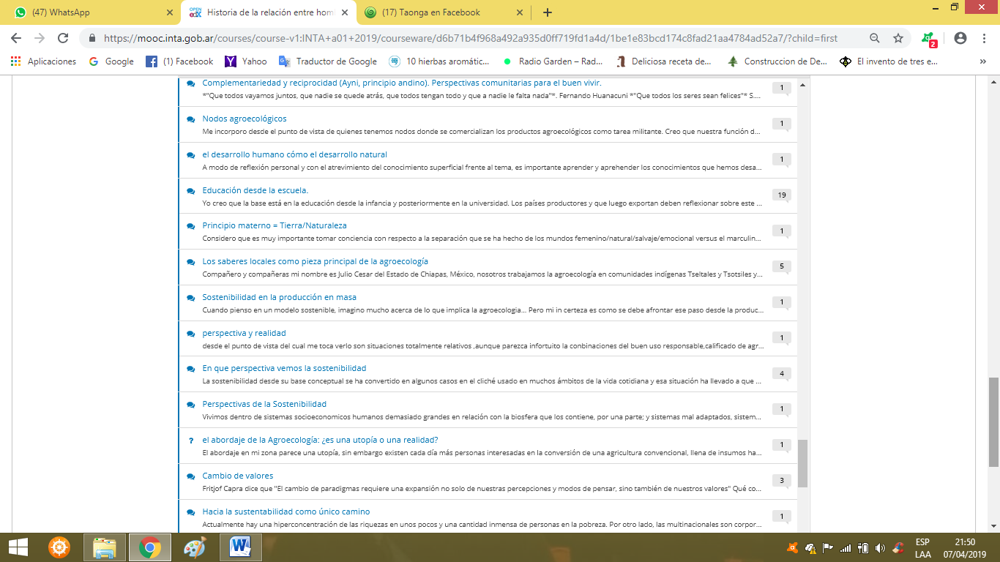 (47) WhatsApp
OPEN edX
Historia de la relación entre hom
(17) Taonga en Facebook
https://mooc.inta.gob.ar/courses/course-v1:INTA+a01+2019/courseware/d6b71b4f968a492a935d0ff719fd1a4d/1be1e83bcd174c8fad21aa4784ad52a7/?child=first
2
Aplicaciones
Google
(1) Facebook
Yahoo
Traductor de Google
10 hierbas aromátic...
Radio Garden – Rad...
Deliciosa receta de...
Construccion de De...
El invento de tres e...
»
Complementariedad y reciprocidad (Ayni, principio andino). Perspectivas comunitarias para el buen vivir.
1
*"Que todos vayamos juntos, que nadie se quede atrás, que todos tengan todo y que a nadie le falta nada"*. Fernando Huanacuni *"Que todos los seres sean felices"* S....
Nodos agroecológicos
1
Me incorporo desde el punto de vista de quienes tenemos nodos donde se comercializan los productos agroecológicos como tarea militante. Creo que nuestra función d...
el desarrollo humano cómo el desarrollo natural
1
A modo de reflexión personal y con el atrevimiento del conocimiento superficial frente al tema, es importante aprender y aprehender los conocimientos que hemos desa...
Educación desde la escuela.
19
Yo creo que la base está en la educación desde la infancia y posteriormente en la universidad. Los países productores y que luego exportan deben reflexionar sobre este ...
Principio materno = Tierra/Naturaleza
1
Considero que es muy importante tomar conciencia con respecto a la separación que se ha hecho de los mundos femenino/natural/salvaje/emocional versus el marculin...
Los saberes locales como pieza principal de la agroecología
5
Compañero y compañeras mi nombre es Julio Cesar del Estado de Chiapas, México, nosotros trabajamos la agroecología en comunidades indígenas Tseltales y Tsotsiles y...
Sostenibilidad en la producción en masa
1
Cuando pienso en un modelo sostenible, imagino mucho acerca de lo que implica la agroecologia... Pero mi in certeza es como se debe afrontar ese paso desde la produc...
perspectiva y realidad
1
desde el punto de vista del cual me toca verlo son situaciones totalmente relativos ,aunque parezca infortuito la conbinaciones del buen uso responsable,calificado de agr...
En que perspectiva vemos la sostenibilidad
4
La sostenibilidad desde su base conceptual se ha convertido en algunos casos en el cliché usado en muchos ámbitos de la vida cotidiana y esa situación ha llevado a que ...
Perspectivas de la Sostenibilidad
1
Vivimos dentro de sistemas socioeconomicos humanos demasiado grandes en relación con la biosfera que los contiene, por una parte; y sistemas mal adaptados, sistem...
? el abordaje de la Agroecología: ¿es una utopía o una realidad?
1
El abordaje en mi zona parece una utopía, sin embargo existen cada día más personas interesadas en la conversión de una agricultura convencional, llena de insumos ha...
Cambio de valores
3
Fritjof Capra dice que "El cambio de paradigmas requiere una expansión no solo de nuestras percepciones y modos de pensar, sino también de nuestros valores" Qué co...
Hacia la sustentabilidad como único camino
1
Actualmente hay una hiperconcentración de las riquezas en unos pocos y una cantidad inmensa de personas en la pobreza. Por otro lado, las multinacionales son corpor...
ESP
21:50
LAA
07/04/2019